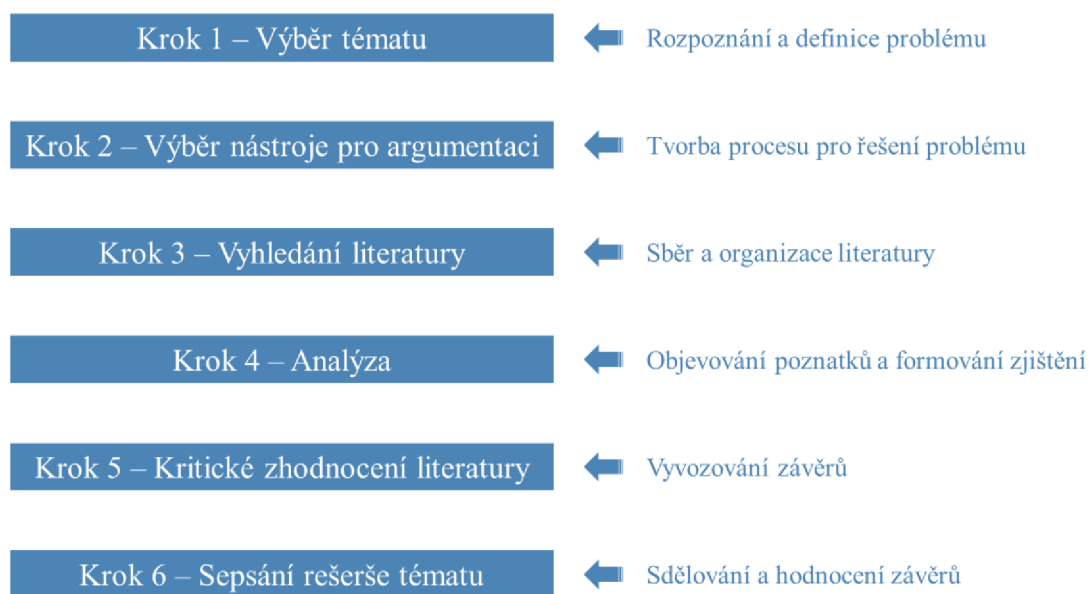 Krok 1 – Výběr tématu
Rozpoznání a definice problému
Krok 2 – Výběr nástroje pro argumentaci
Tvorba procesu pro řešení problému
Krok 3 – Vyhledání literatury
Sběr a organizace literatury
Krok 4 – Analýza
Objevování poznatků a formování zjištění
Krok 5 – Kritické zhodnocení literatury
Vyvozování závěrů
Krok 6 – Sepsání rešerše tématu
Sdělování a hodnocení závěrů